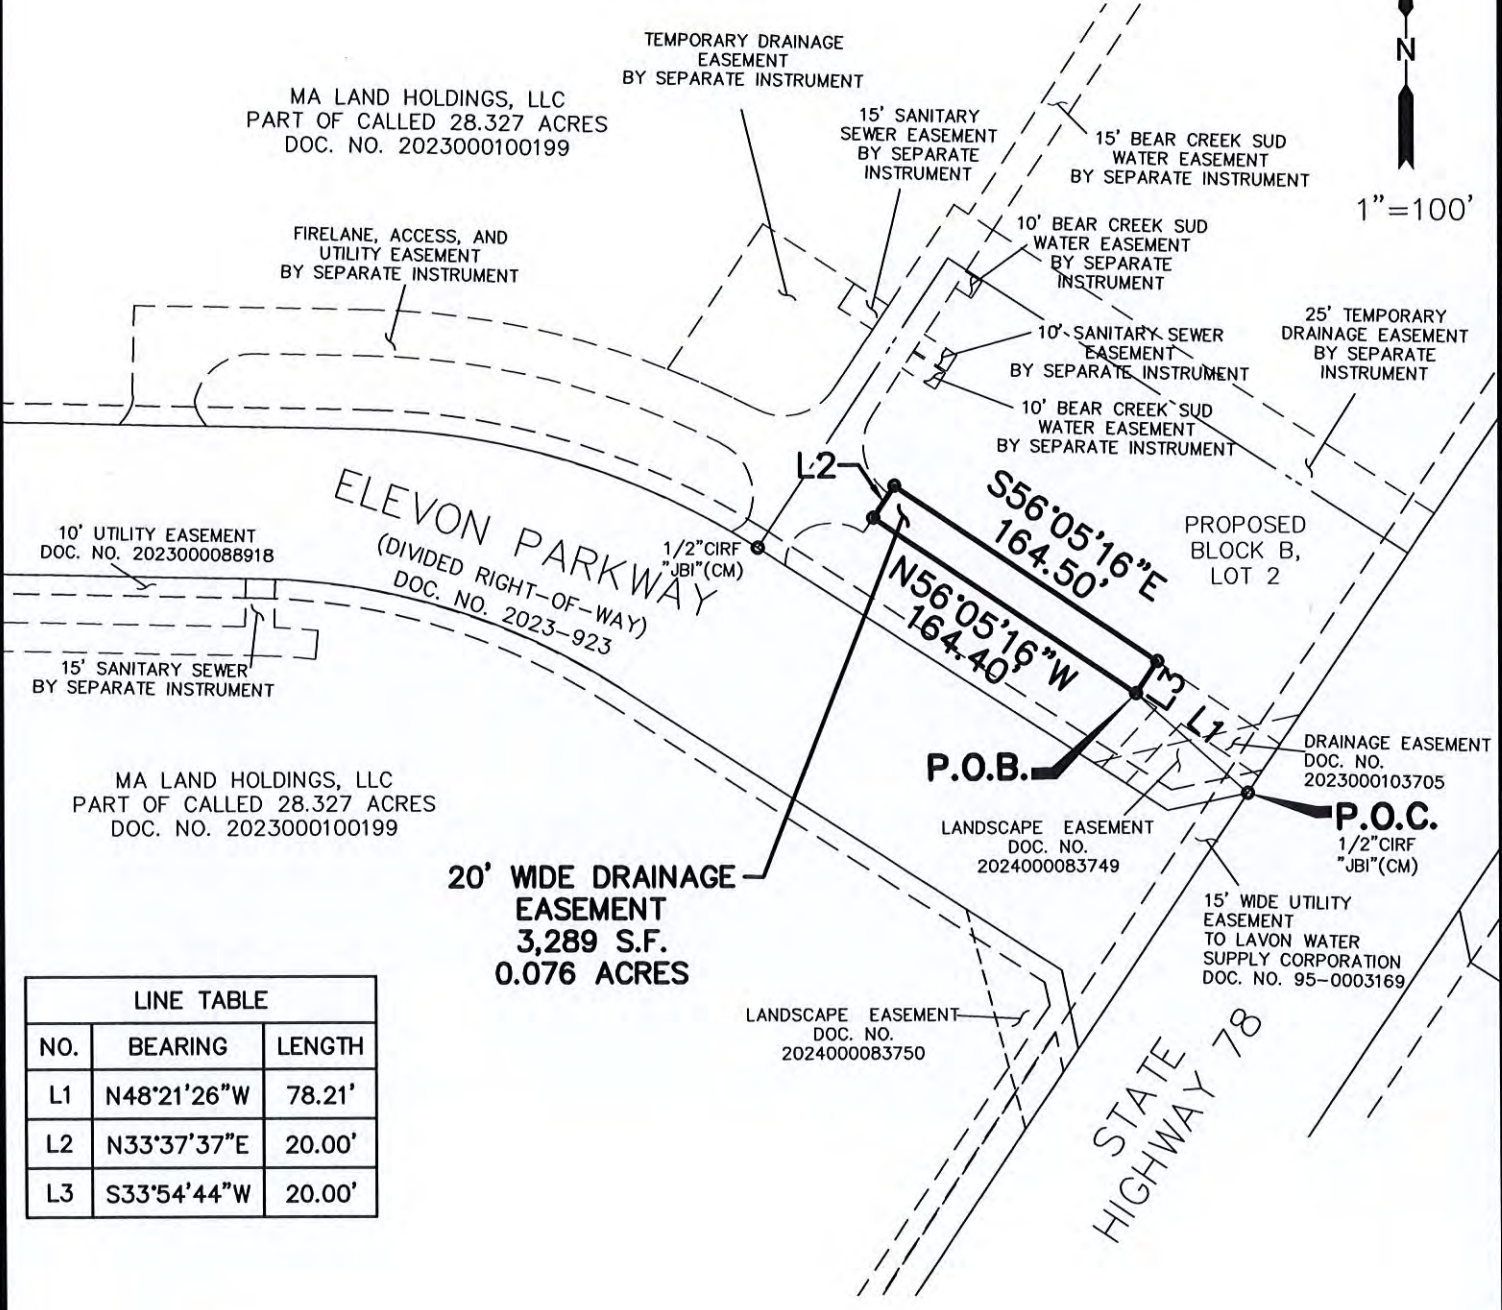 TEMPORARY DRAINAGE
EASEMENT
BY SEPARATE INSTRUMENT
N
1"=100'
MA LAND HOLDINGS, LLC
PART OF CALLED 28.327 ACRES
DOC. NO. 2023000100199
15' SANITARY
SEWER EASEMENT
BY SEPARATE
INSTRUMENT
15' BEAR CREEK SUD
WATER EASEMENT
BY SEPARATE INSTRUMENT
FIRELANE, ACCESS, AND
UTILITY EASEMENT
BY SEPARATE INSTRUMENT
10' BEAR CREEK SUD
WATER EASEMENT
BY SEPARATE
INSTRUMENT
10' SANITARY SEWER
EASEMENT
BY SEPARATE INSTRUMENT
25' TEMPORARY
DRAINAGE EASEMENT
BY SEPARATE
INSTRUMENT
10' BEAR CREEK SUD
WATER EASEMENT
BY SEPARATE INSTRUMENT
L2
S56°05'16"E
164.50'
PROPOSED
BLOCK B,
LOT 2
ELEVON PARKWAY
(DIVIDED RIGHT-OF-WAY)
DOC. NO. 2023-923
1/2"CIRF
"JBI"(CM)
10' UTILITY EASEMENT
DOC. NO. 2023000088918
N56°05'16"W
164.40'
L3
L1
15' SANITARY SEWER
BY SEPARATE INSTRUMENT
P.O.B.
DRAINAGE EASEMENT
DOC. NO.
2023000103705
P.O.C.
1/2"CIRF
"JBI"(CM)
MA LAND HOLDINGS, LLC
PART OF CALLED 28.327 ACRES
DOC. NO. 2023000100199
LANDSCAPE EASEMENT
DOC. NO.
2024000083749
20' WIDE DRAINAGE
EASEMENT
3,289 S.F.
0.076 ACRES
15' WIDE UTILITY
EASEMENT
TO LAVON WATER
SUPPLY CORPORATION
DOC. NO. 95-0003169
LANDSCAPE EASEMENT
DOC. NO.
2024000083750
STATE
HIGHWAY 78
LINE TABLE
NO. BEARING LENGTH
L1 N48°21'26"W 78.21'
L2 N33°37'37"E 20.00'
L3 S33°54'44"W 20.00'